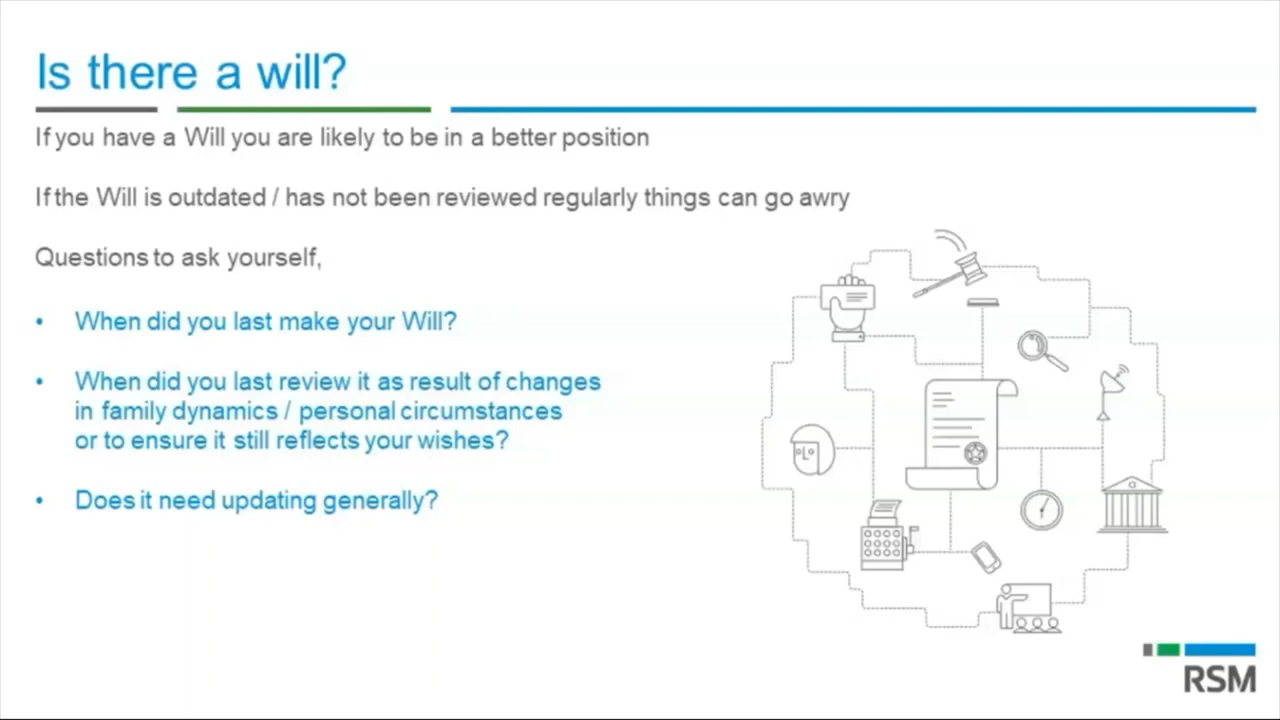 Is there a will?
If you have a Will you are likely to be in a better position
If the Will is outdated / has not been reviewed regularly things can go awry
Questions to ask yourself,
• When did you last make your Will?
• When did you last review it as result of changes
in family dynamics / personal circumstances
or to ensure it still reflects your wishes?
• Does it need updating generally?
RSM